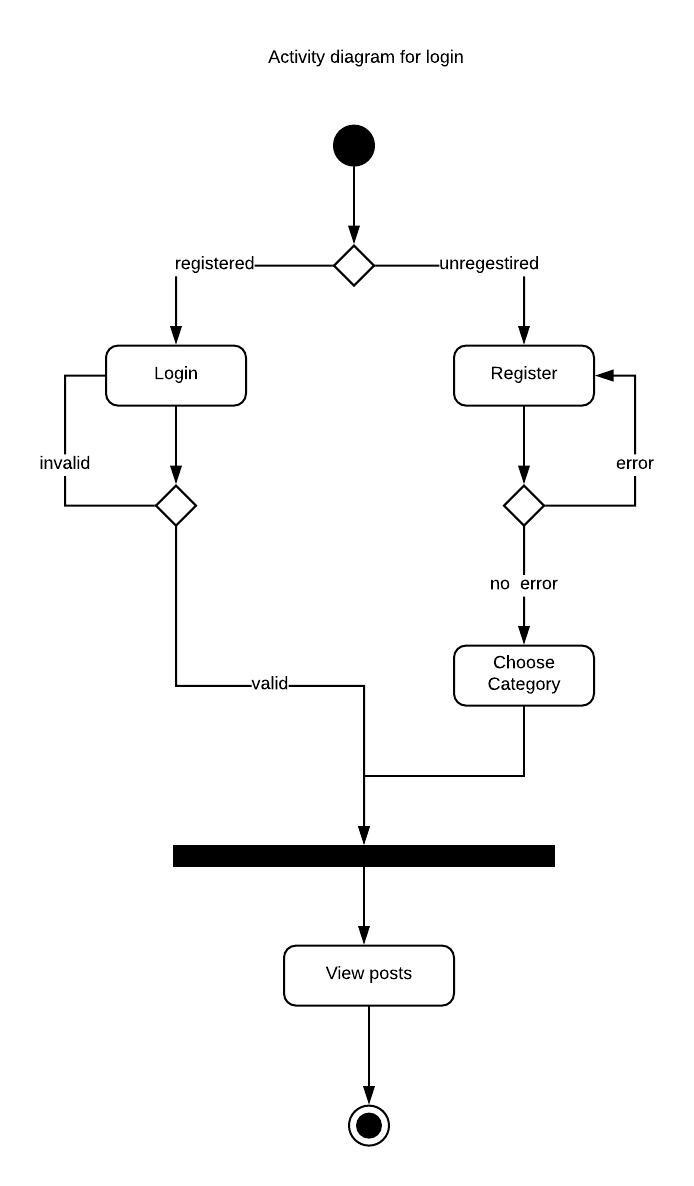 Activity diagram for login
registered
unregestired
Login
Register
invalid
error
no error
Choose
Category
valid
View posts